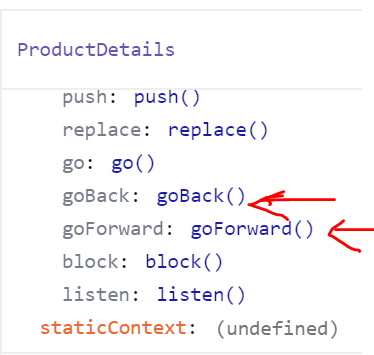 ProductDetails
push: push()
replace: replace()
go: go()
goBack: goBack()
goForward: goForward()
block: block()
listen: listen()
staticContext: (undefined)